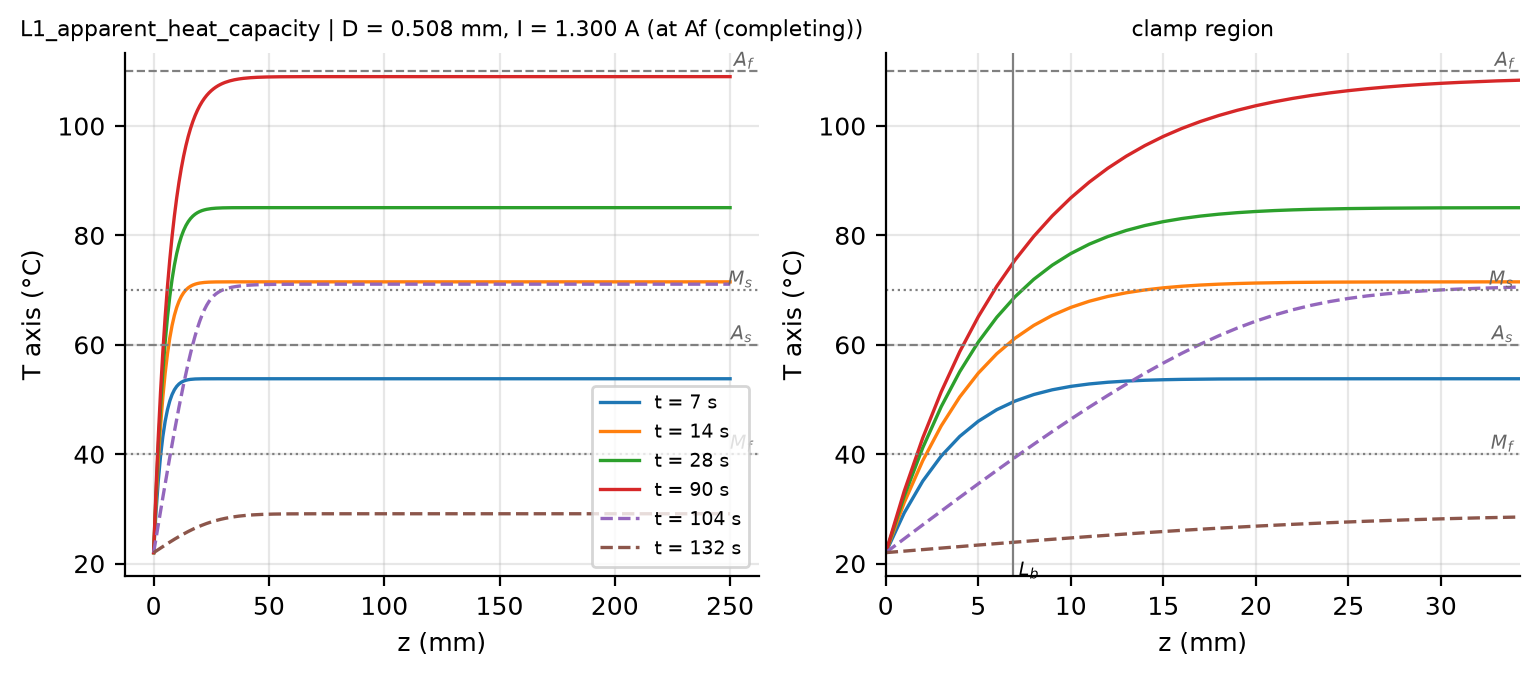 L1_apparent_heat_capacity | D = 0.508 mm, I = 1.300 A (at Af (completing))
T axis (°C)
100
80
60
40
20
0
50
100
150
200
250
z (mm)
A_f
M_s
A_s
M_f
t = 7 s
t = 14 s
t = 28 s
t = 90 s
t = 104 s
t = 132 s
clamp region
T axis (°C)
100
80
60
40
20
0
5
10
15
20
25
30
z (mm)
A_f
M_s
A_s
M_f
L_b